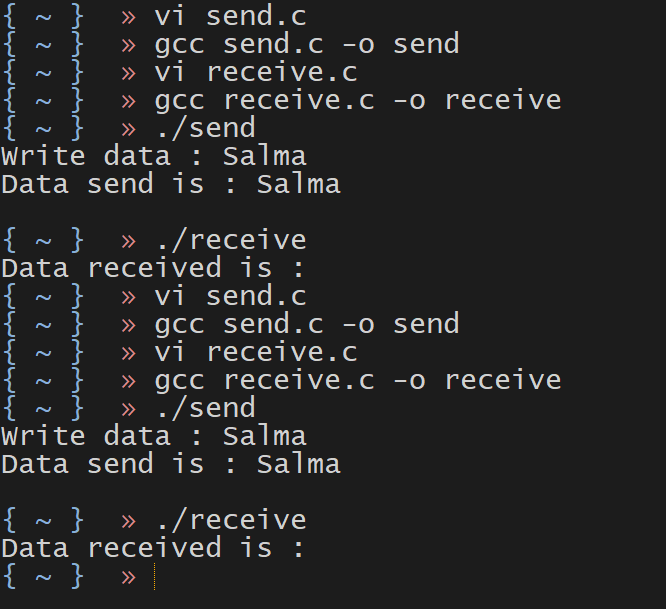 { ~ } » vi send.c
{ ~ } » gcc send.c -o send
{ ~ } » vi receive.c
{ ~ } » gcc receive.c -o receive
{ ~ } » ./send
Write data : Salma
Data send is : Salma
{ ~ } » ./receive
Data received is :
{ ~ } » vi send.c
{ ~ } » gcc send.c -o send
{ ~ } » vi receive.c
{ ~ } » gcc receive.c -o receive
{ ~ } » ./send
Write data : Salma
Data send is : Salma
{ ~ } » ./receive
Data received is :
{ ~ } »